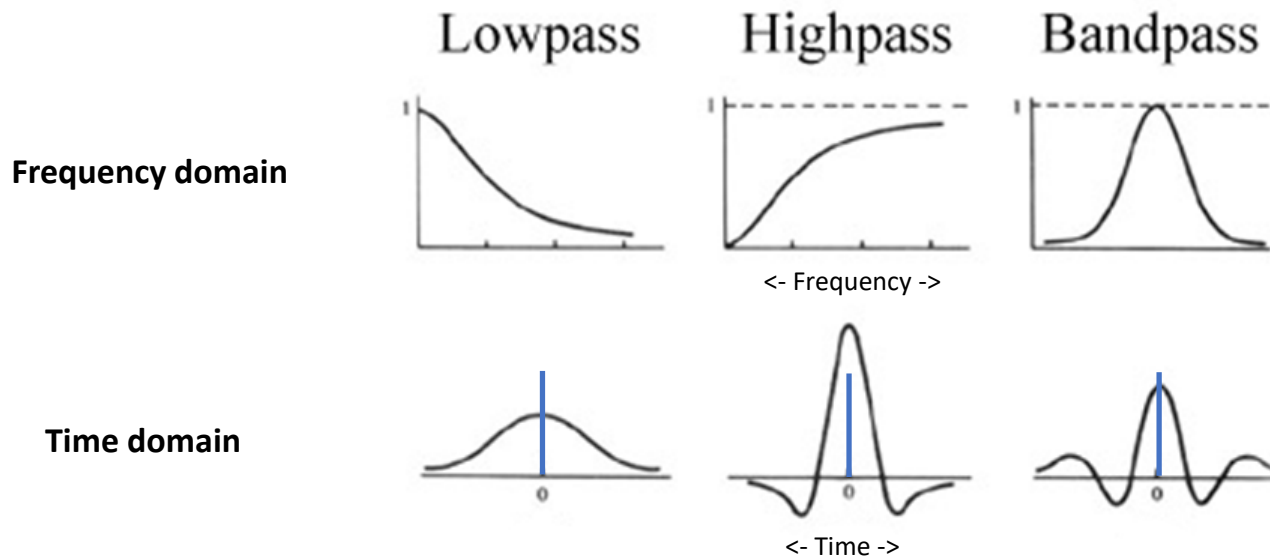 Lowpass Highpass Bandpass
1 1 1
Frequency domain
<- Frequency ->
Time domain
0 0 0
<- Time ->